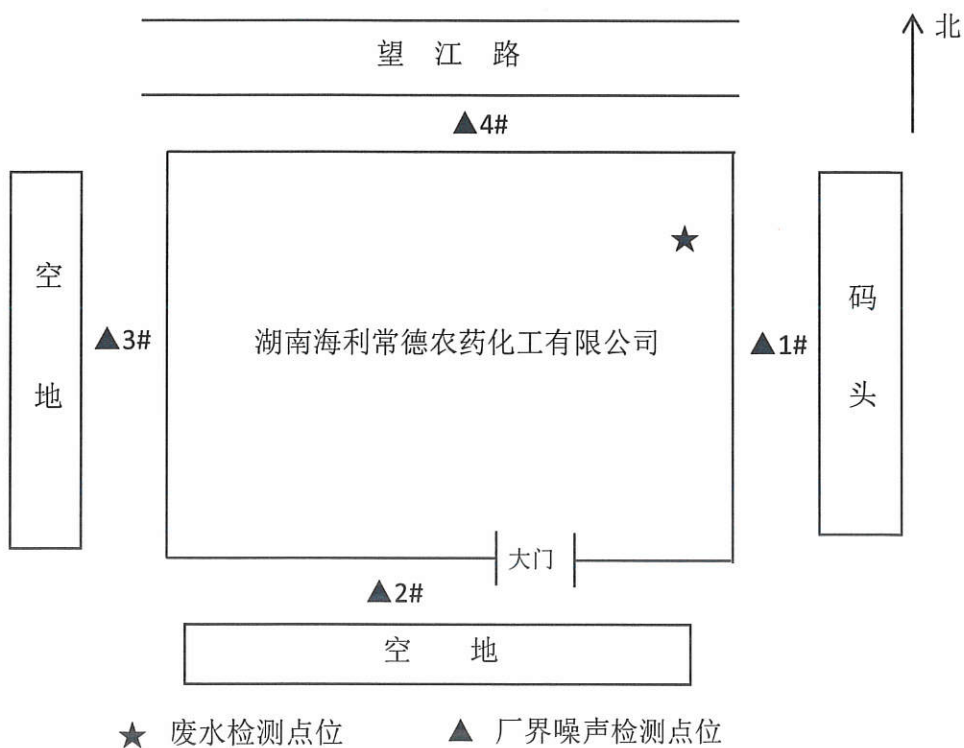 北
望江路
▲4#
空地
▲3#
湖南海利常德农药化工有限公司
▲1#
码头
大门
▲2#
空地
★ 废水检测点位 ▲ 厂界噪声检测点位